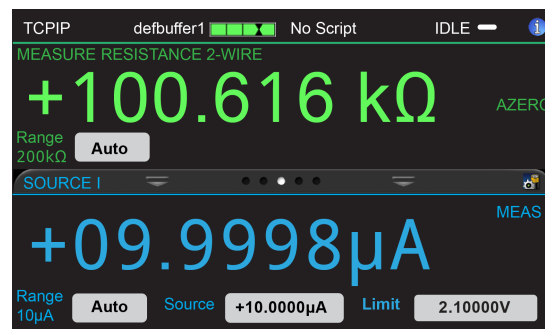 TCPIP defbuffer1 No Script IDLE
MEASURE RESISTANCE 2-WIRE
+100.616 kΩ
AZERO
Range
200kΩ Auto
SOURCE I
MEAS
+09.9998µA
Range
10µA Auto Source +10.0000µA Limit 2.10000V